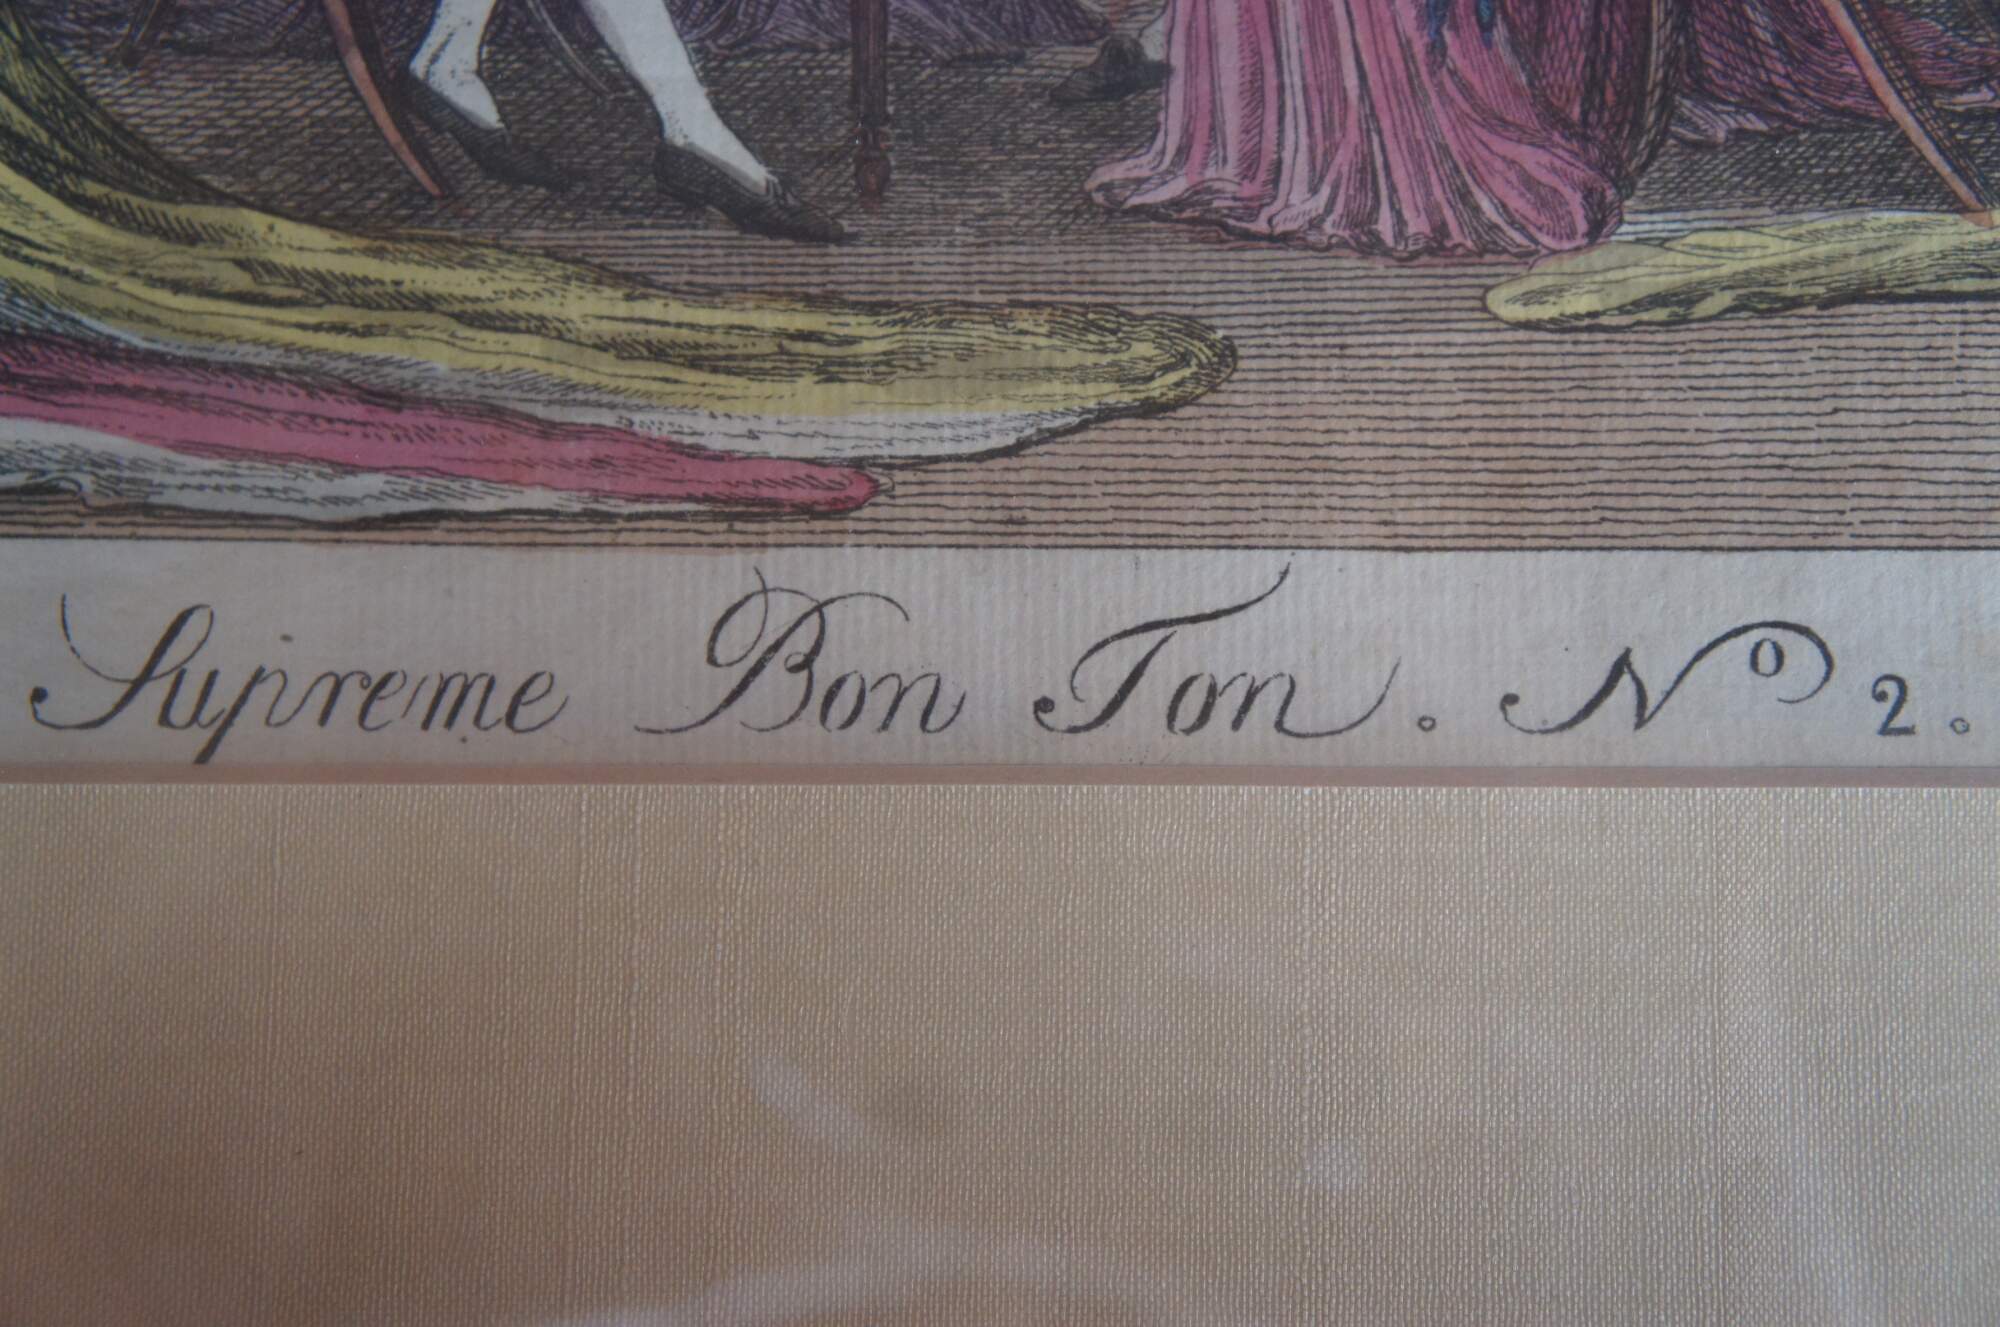 Supreme Bon Ton. Nº 2.